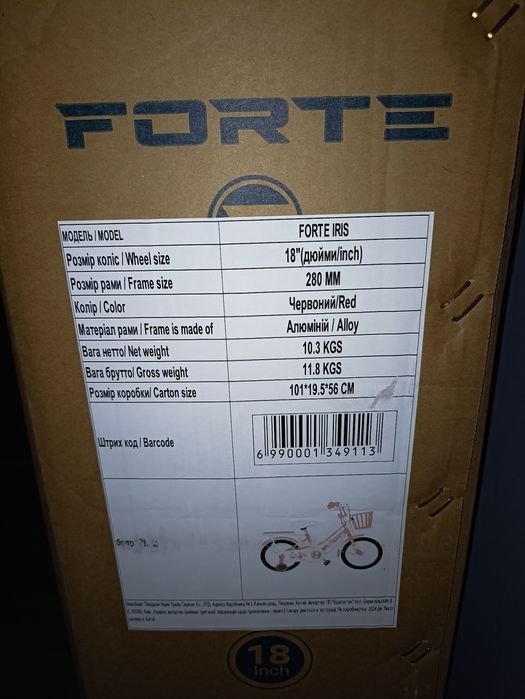 FORTE
МОДЕЛЬ / MODEL FORTE IRIS
Розмір коліс / Wheel size 18"(дюйми/inch)
Розмір рами / Frame size 280 MM
Колір / Color Червоний/Red
Матеріал рами / Frame is made of Алюміній / Alloy
Вага нетто/ Net weight 10.3 KGS
Вага брутто/ Gross weight 11.8 KGS
Розмір коробки/ Carton size 101*19.5*56 CM
Штрих код / Barcode
6 990001 349113
18
Inch